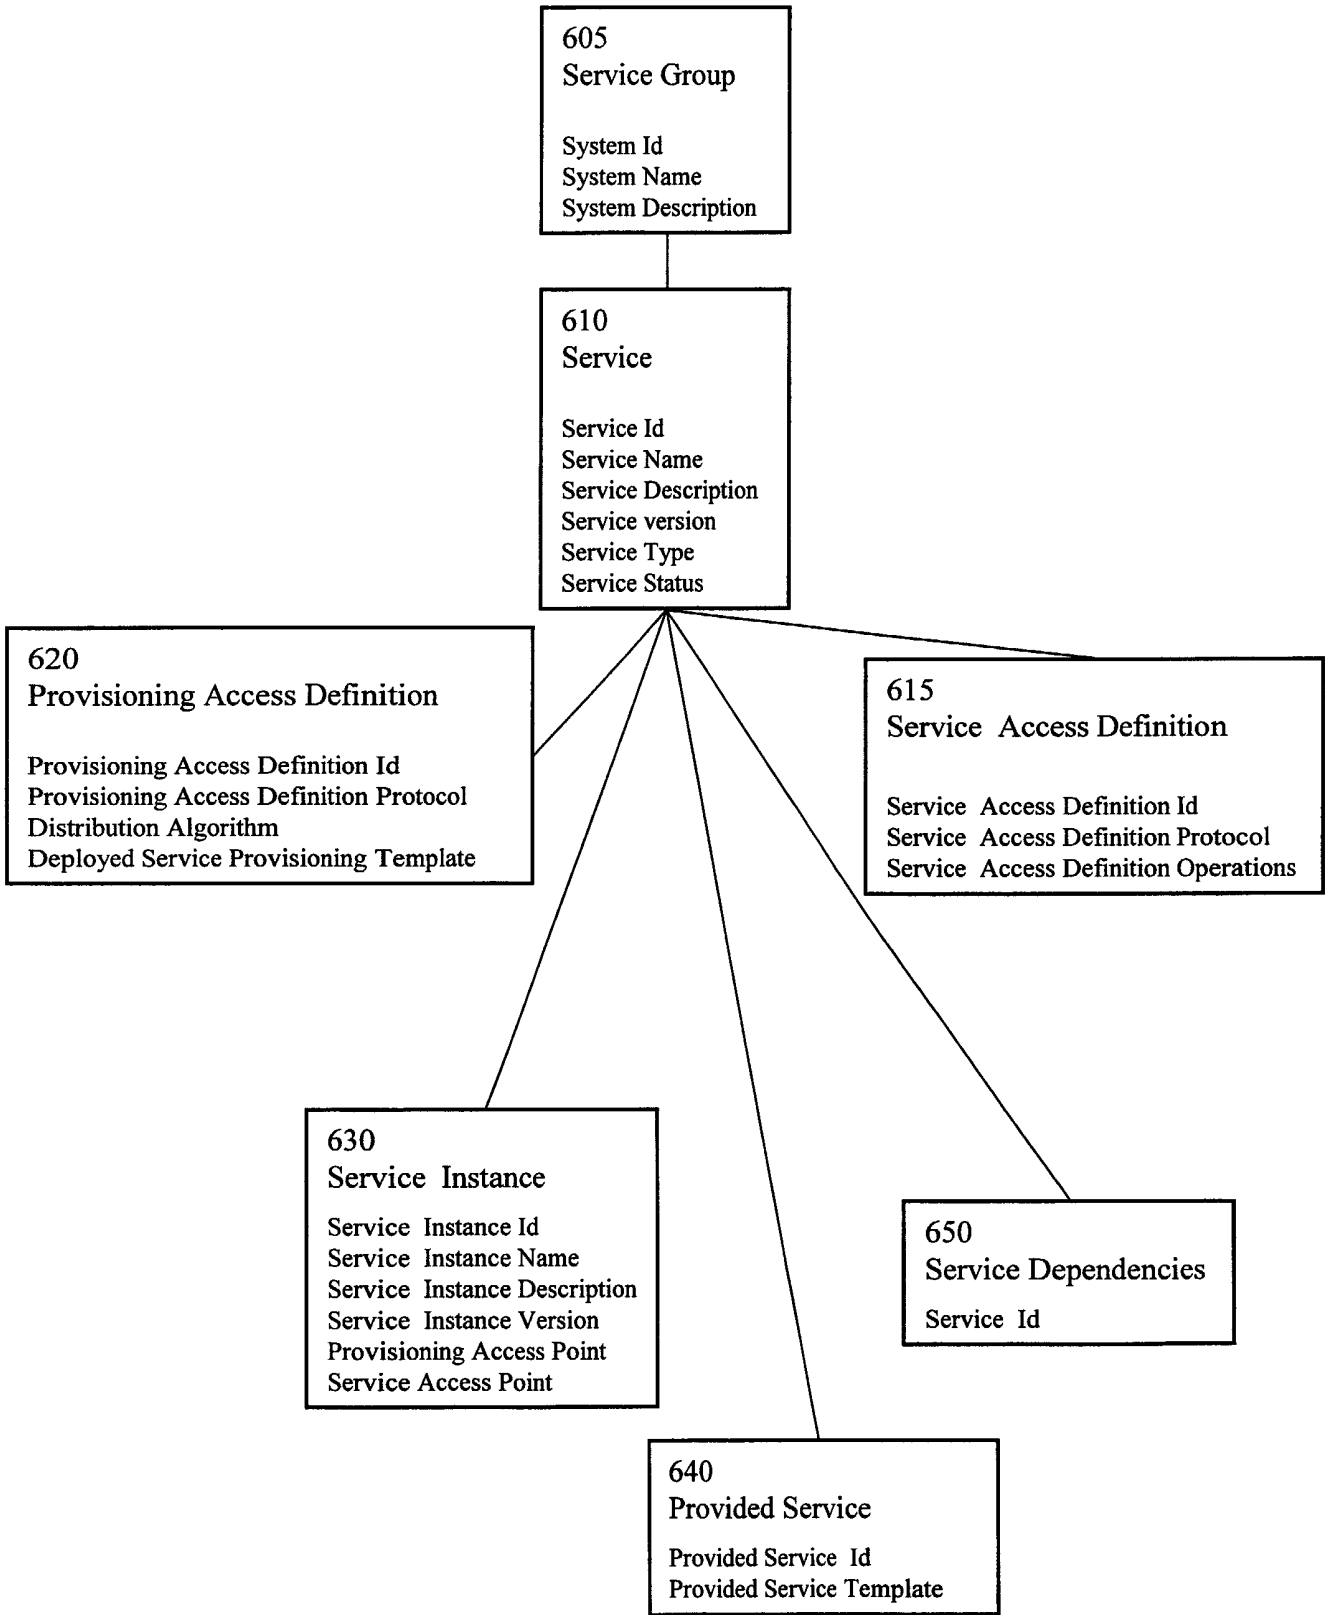 605
Service Group
System Id
System Name
System Description
610
Service
Service Id
Service Name
Service Description
Service version
Service Type
Service Status
620
Provisioning Access Definition
Provisioning Access Definition Id
Provisioning Access Definition Protocol
Distribution Algorithm
Deployed Service Provisioning Template
615
Service Access Definition
Service Access Definition Id
Service Access Definition Protocol
Service Access Definition Operations
630
Service Instance
Service Instance Id
Service Instance Name
Service Instance Description
Service Instance Version
Provisioning Access Point
Service Access Point
650
Service Dependencies
Service Id
640
Provided Service
Provided Service Id
Provided Service Template